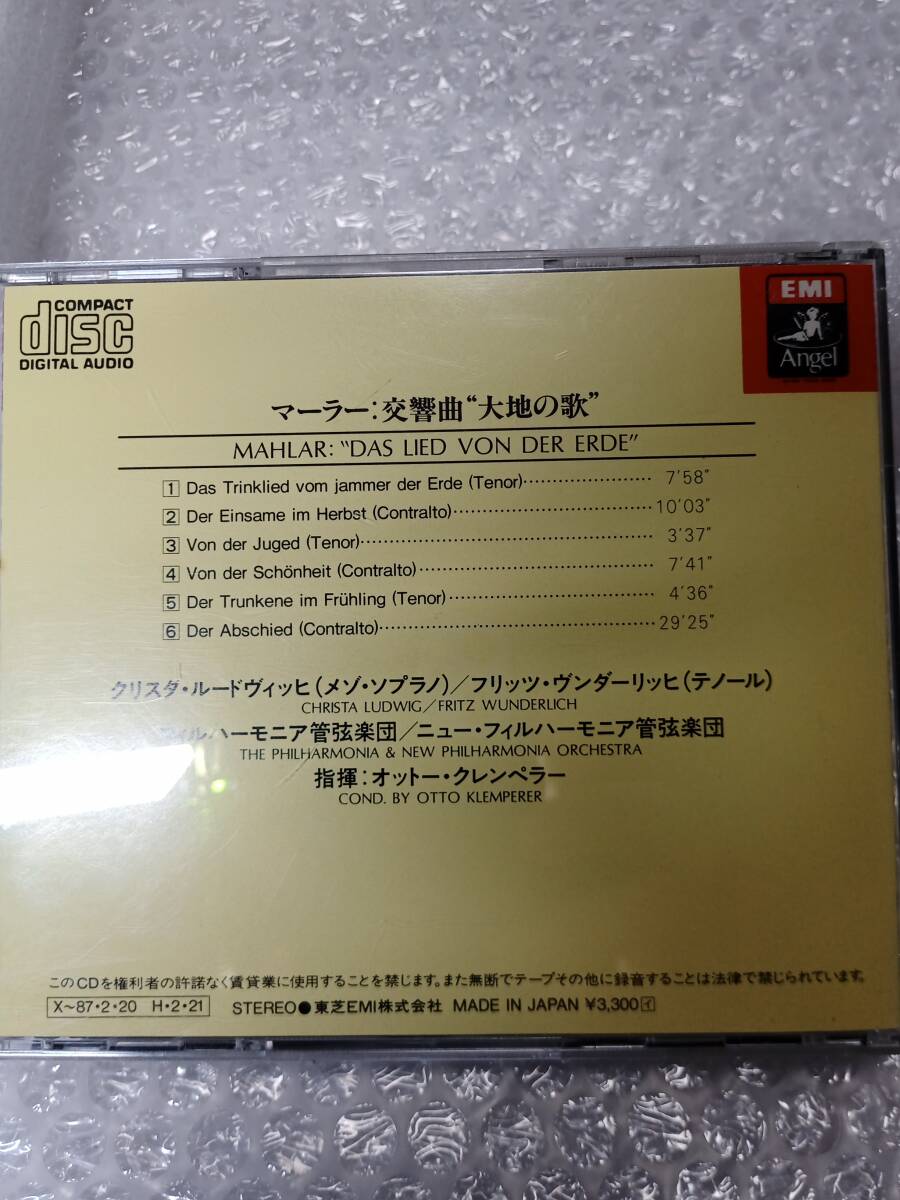 COMPACT
disc
DIGITAL AUDIO
EMI
Angel
マーラー：交響曲“大地の歌”
MAHLAR: “DAS LIED VON DER ERDE”
1 Das Trinklied vom jammer der Erde (Tenor)…………………… 7′58″
2 Der Einsame im Herbst (Contralto)……………………………… 10′03″
3 Von der Juged (Tenor)……………………………………………… 3′37″
4 Von der Schönheit (Contralto)…………………………………… 7′41″
5 Der Trunkene im Frühling (Tenor)……………………………… 4′36″
6 Der Abschied (Contralto)………………………………………… 29′25″
クリスタ・ルードヴィッヒ（メゾ・ソプラノ）／フリッツ・ヴンダーリッヒ（テノール）
CHRISTA LUDWIG／FRITZ WUNDERLICH
フィルハーモニア管弦楽団／ニュー・フィルハーモニア管弦楽団
THE PHILHARMONIA & NEW PHILHARMONIA ORCHESTRA
指揮：オットー・クレンペラー
COND. BY OTTO KLEMPERER
このCDを権利者の許諾なく賃貸業に使用することを禁じます。また無断でテープその他に録音することは法律で禁じられています。
X〜87・2・20 H・2・21 STEREO●東芝EMI株式会社 MADE IN JAPAN ¥3,300イ